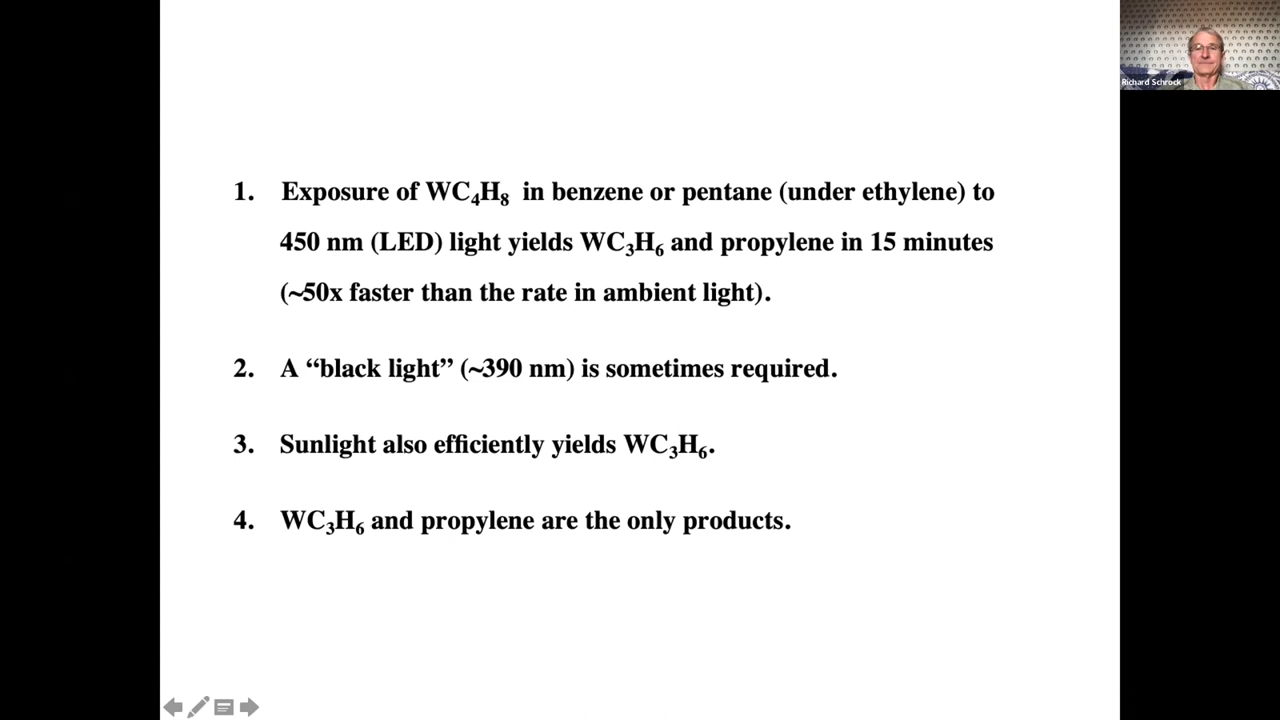 Richard Schrock
1. Exposure of WC₄H₈ in benzene or pentane (under ethylene) to
450 nm (LED) light yields WC₃H₆ and propylene in 15 minutes
(~50x faster than the rate in ambient light).
2. A “black light” (~390 nm) is sometimes required.
3. Sunlight also efficiently yields WC₃H₆.
4. WC₃H₆ and propylene are the only products.